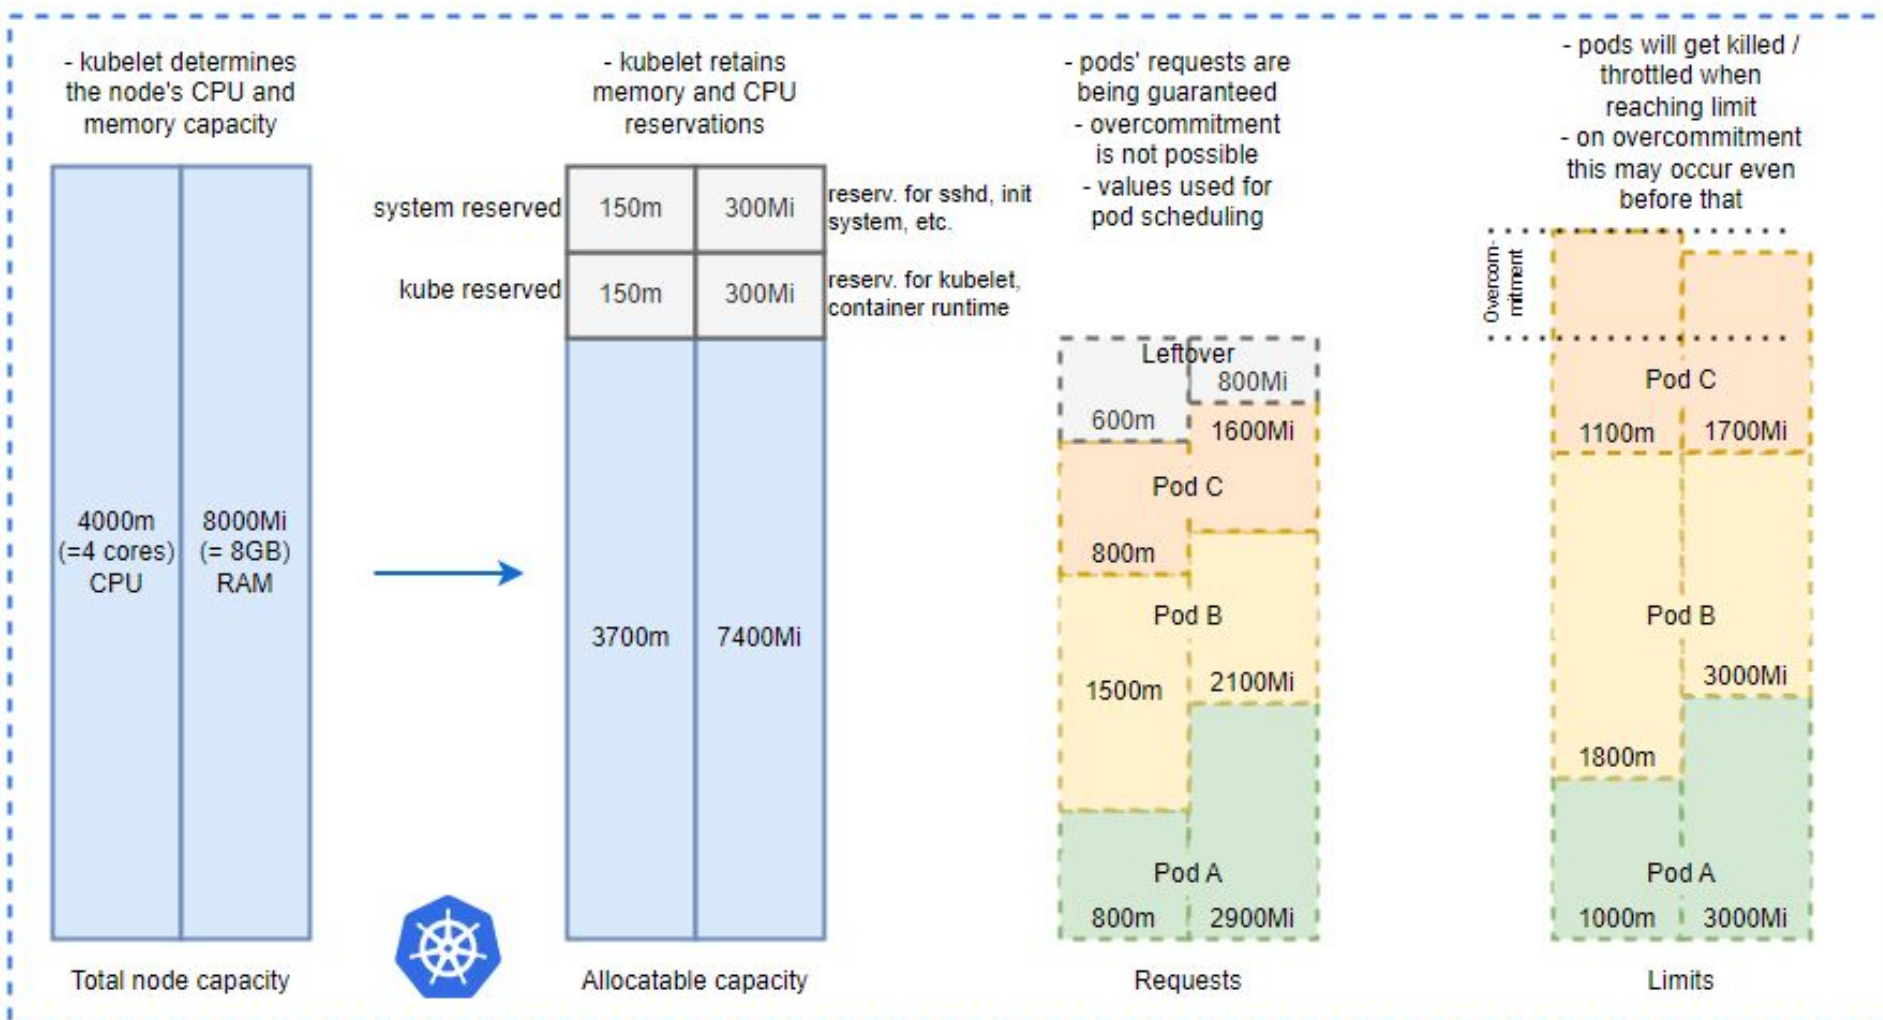 - kubelet determines
the node's CPU and
memory capacity
4000m
(=4 cores)
CPU
8000Mi
(= 8GB)
RAM
Total node capacity
- kubelet retains
memory and CPU
reservations
system reserved
150m
300Mi
reserv. for sshd, init
system, etc.
kube reserved
150m
300Mi
reserv. for kubelet,
container runtime
3700m
7400Mi
Allocatable capacity
- pods' requests are
being guaranteed
- overcommitment
is not possible
- values used for
pod scheduling
Leftover
800Mi
600m
1600Mi
Pod C
800m
Pod B
2100Mi
1500m
Pod A
800m
2900Mi
Requests
- pods will get killed /
throttled when
reaching limit
- on overcommitment
this may occur even
before that
Overcom-
mitment
Pod C
1100m
1700Mi
Pod B
3000Mi
1800m
Pod A
1000m
3000Mi
Limits